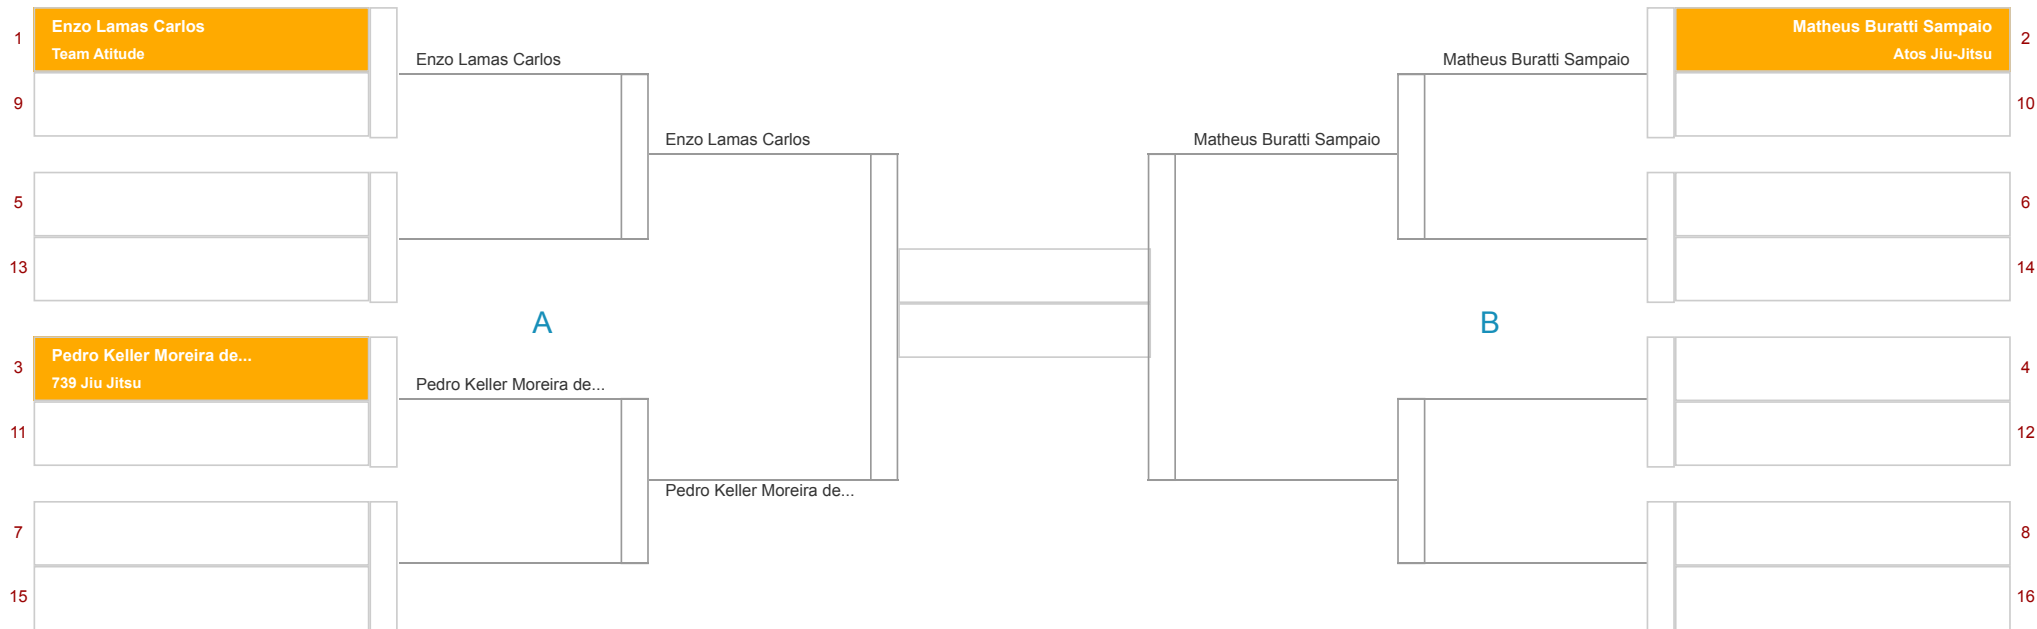 1
Enzo Lamas Carlos
Team Atitude
9
5
13
3
Pedro Keller Moreira de...
739 Jiu Jitsu
11
7
15
Enzo Lamas Carlos
Pedro Keller Moreira de...
A
Enzo Lamas Carlos
Pedro Keller Moreira de...
Matheus Buratti Sampaio
Matheus Buratti Sampaio
B
Matheus Buratti Sampaio
Atos Jiu-Jitsu
2
10
6
14
4
12
8
16